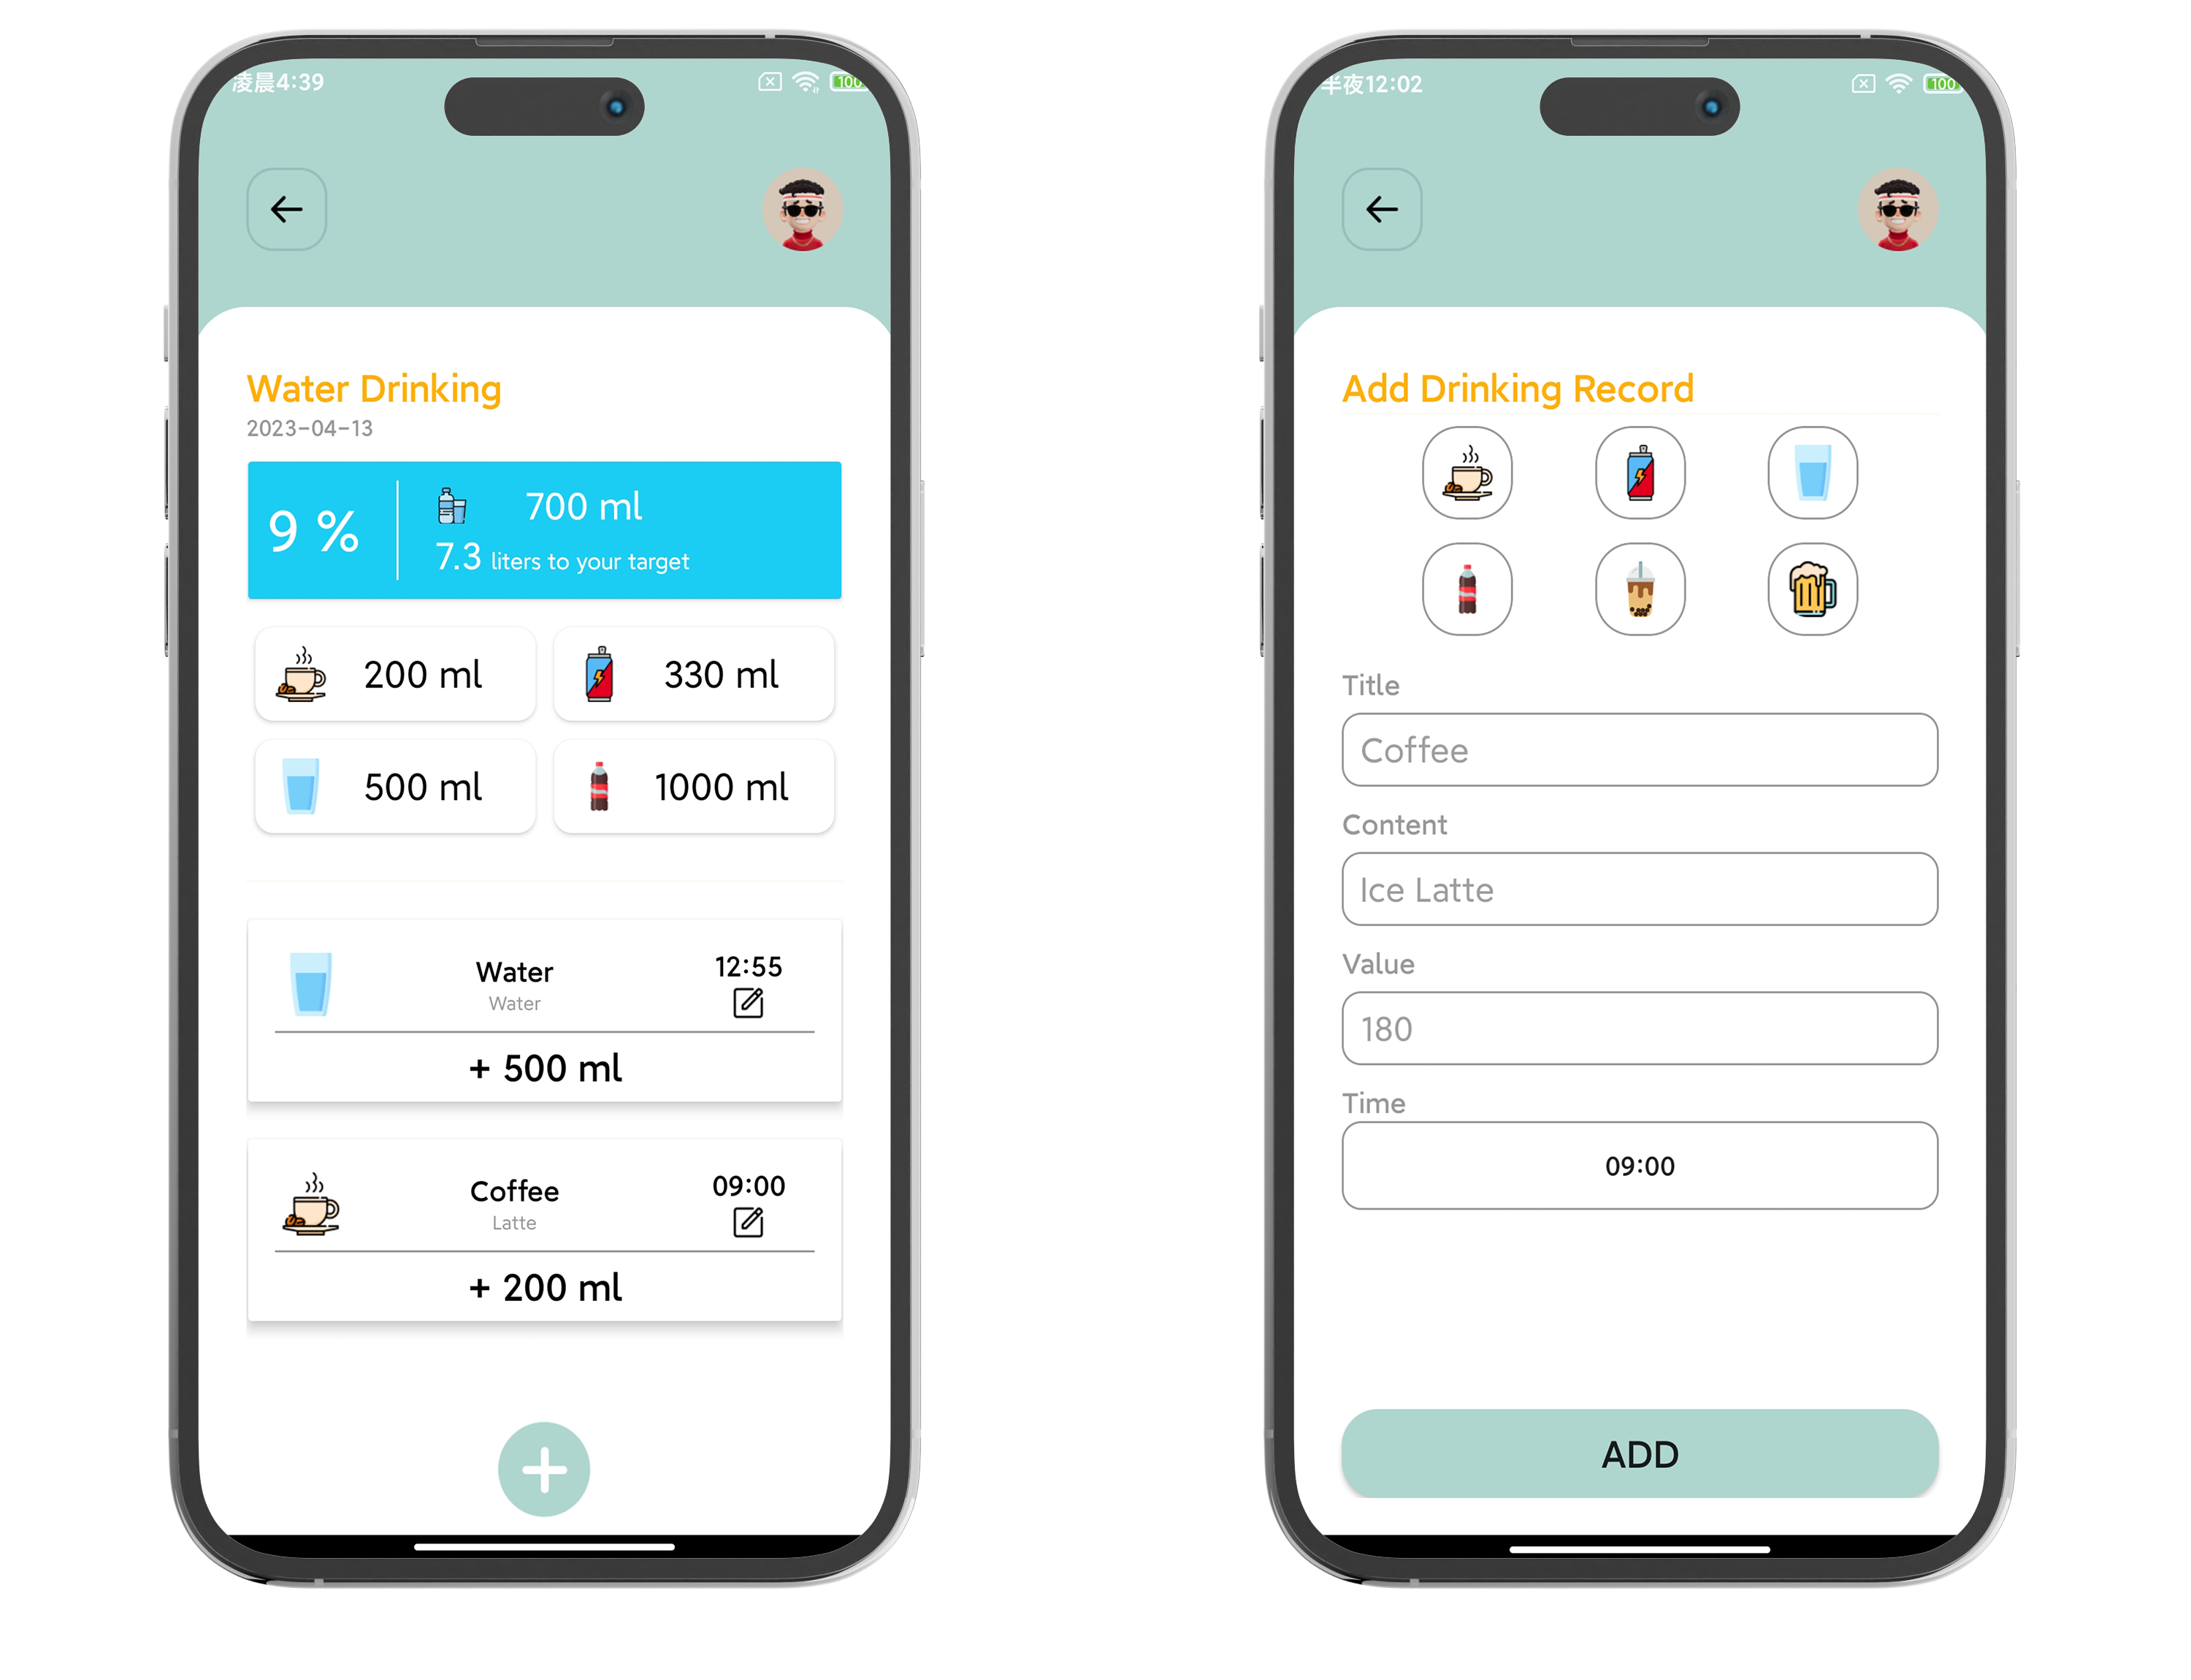 凌晨4:39
100
Water Drinking
2023-04-13
9 %
700 ml
7.3 liters to your target
200 ml
330 ml
500 ml
1000 ml
Water
12:55
Water
+ 500 ml
Coffee
09:00
Latte
+ 200 ml
半夜12:02
100
Add Drinking Record
Title
Coffee
Content
Ice Latte
Value
180
Time
09:00
ADD